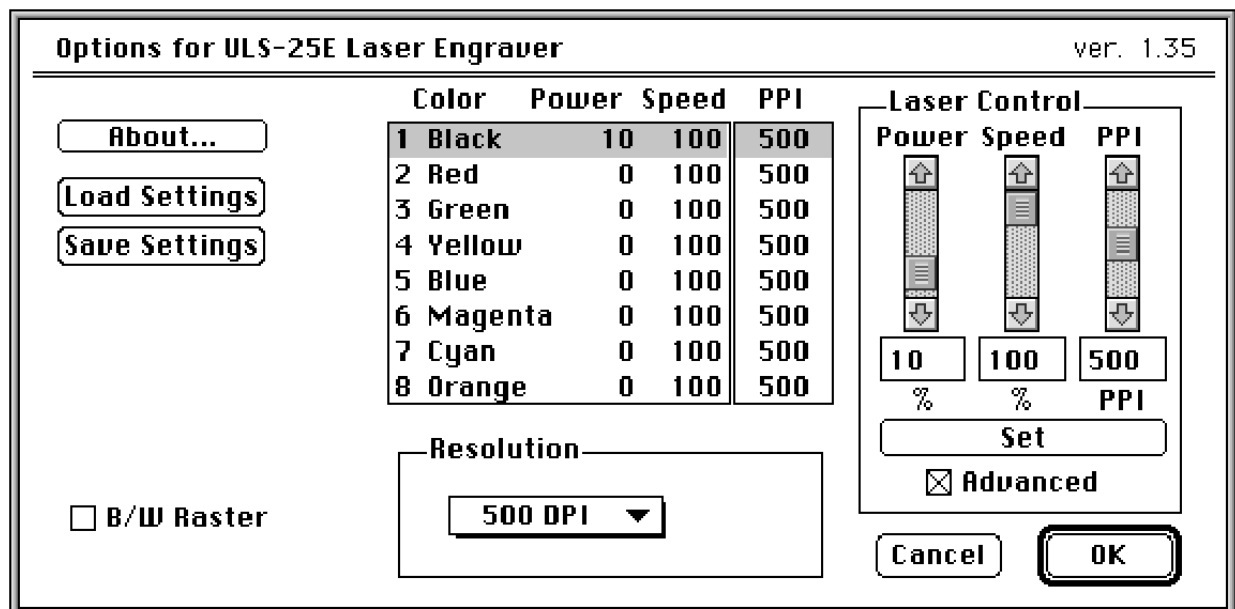 Options for ULS-25E Laser Engraver ver. 1.35
About...
Load Settings
Save Settings
B/W Raster
Color Power Speed PPI
1 Black 10 100 500
2 Red 0 100 500
3 Green 0 100 500
4 Yellow 0 100 500
5 Blue 0 100 500
6 Magenta 0 100 500
7 Cyan 0 100 500
8 Orange 0 100 500
Resolution
500 DPI
Laser Control
Power Speed PPI
10 100 500
% % PPI
Set
Advanced
Cancel OK